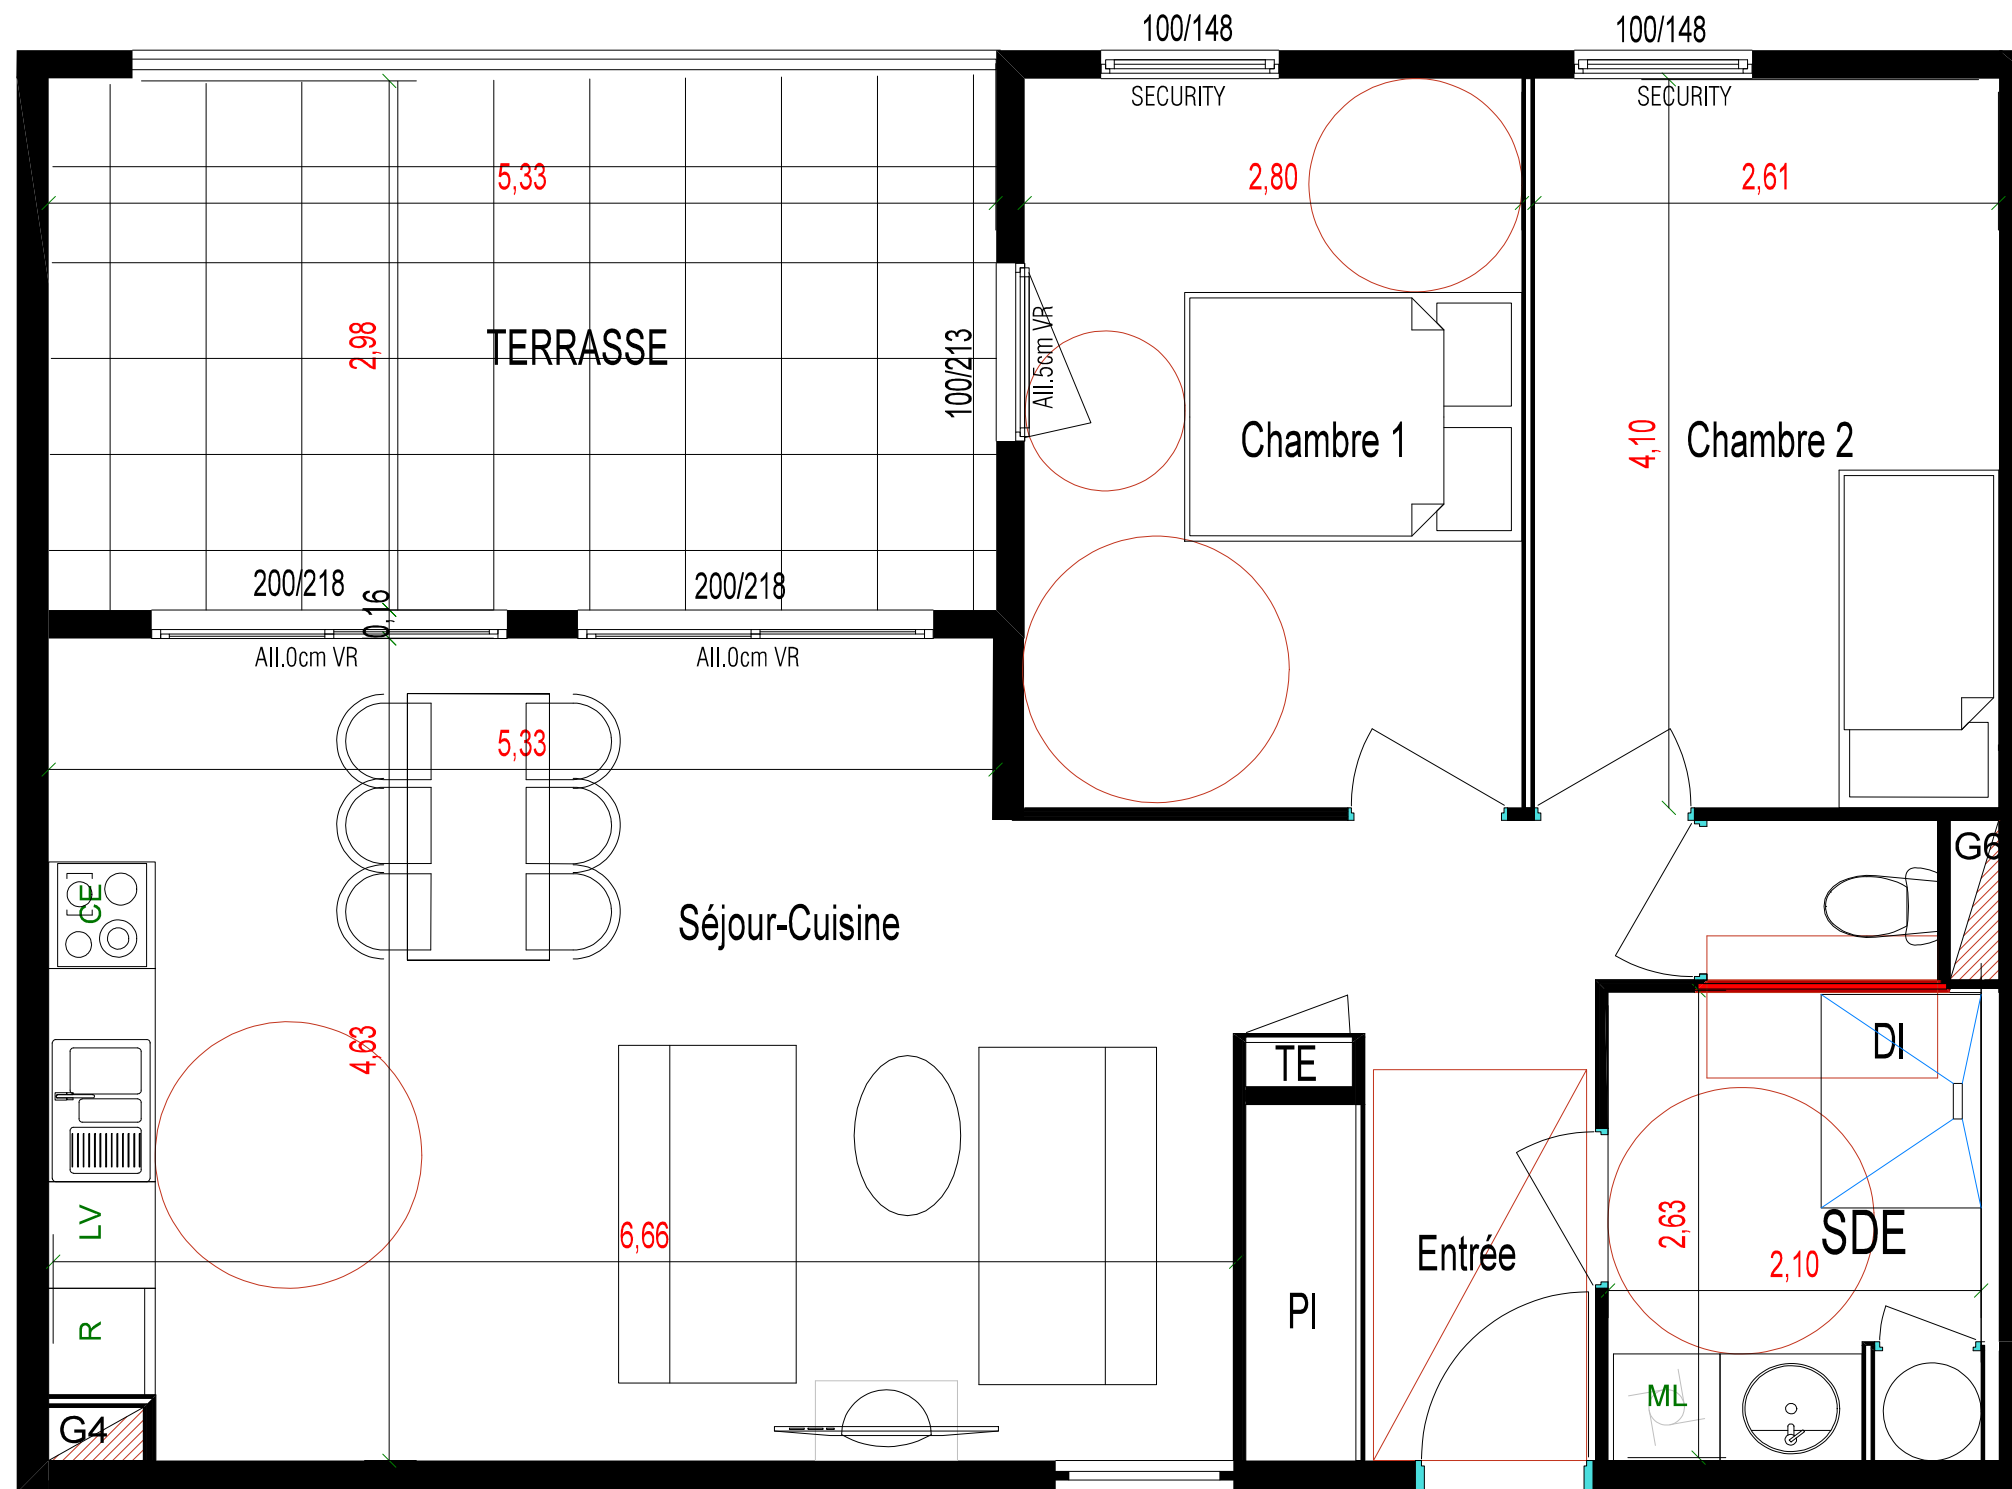 100/148
100/148
SECURITY
SECURITY
5,33
2,80
2,61
2,98
TERRASSE
100/213
All.5cm VR
Chambre 1
4,10
Chambre 2
200/218
0,16
200/218
All.0cm VR
All.0cm VR
5,33
CE
Séjour-Cuisine
G6
4,63
TE
DI
LV
6,66
Entrée
2,63
SDE
2,10
R
PI
ML
G4